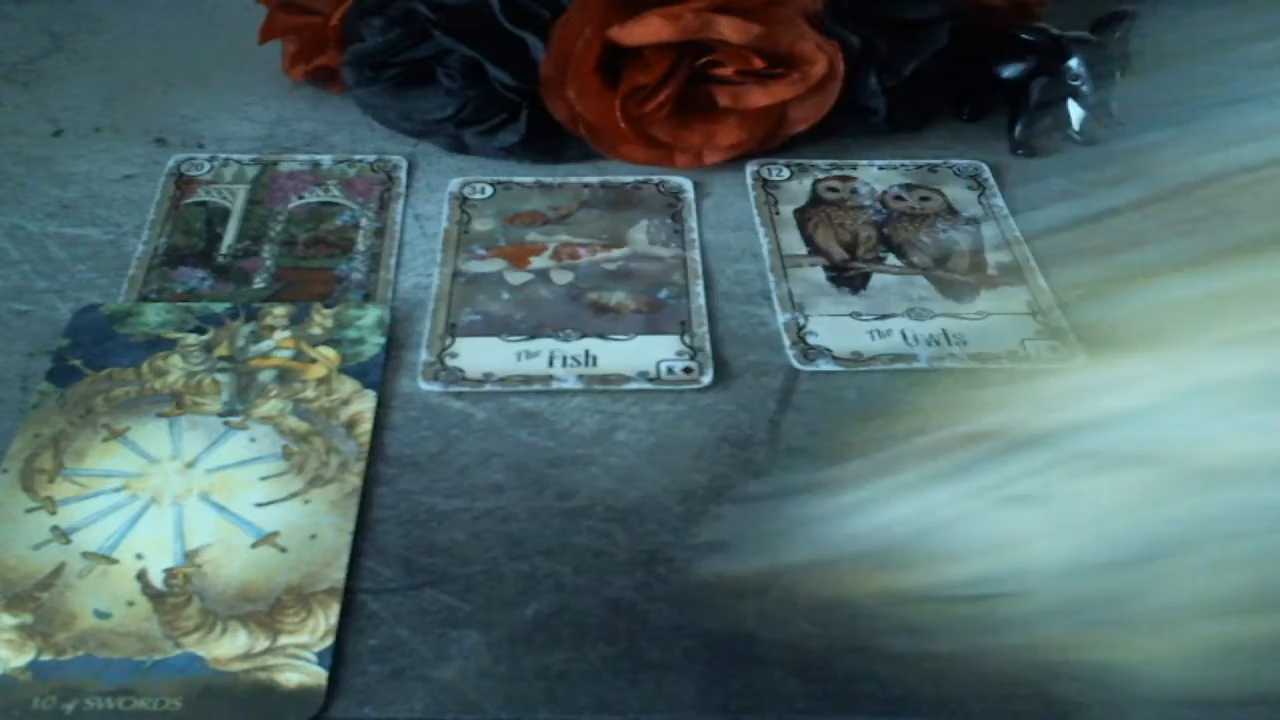 34
The Fish
K ♦
12
The Owls
10 of SWORDS